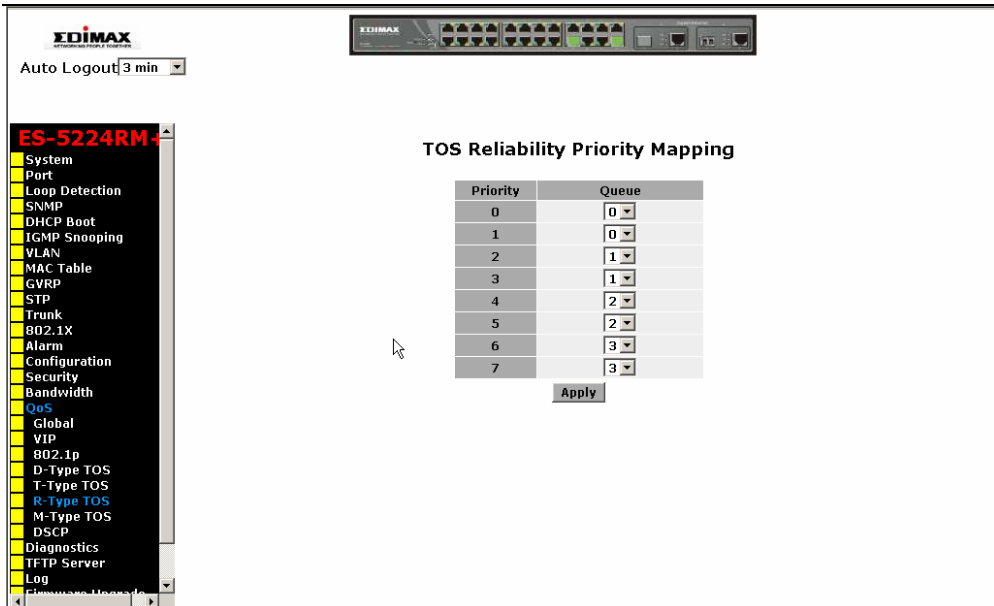 EDIMAX
NETWORKING PEOPLE TOGETHER
EDIMAX
Auto Logout 3 min
ES-5224RM+
System
Port
Loop Detection
SNMP
DHCP Boot
IGMP Snooping
VLAN
MAC Table
GVRP
STP
Trunk
802.1X
Alarm
Configuration
Security
Bandwidth
QoS
Global
VIP
802.1p
D-Type TOS
T-Type TOS
R-Type TOS
M-Type TOS
DSCP
Diagnostics
TFTP Server
Log
Firmware Upgrade
TOS Reliability Priority Mapping
Priority Queue
0 0
1 0
2 1
3 1
4 2
5 2
6 3
7 3
Apply